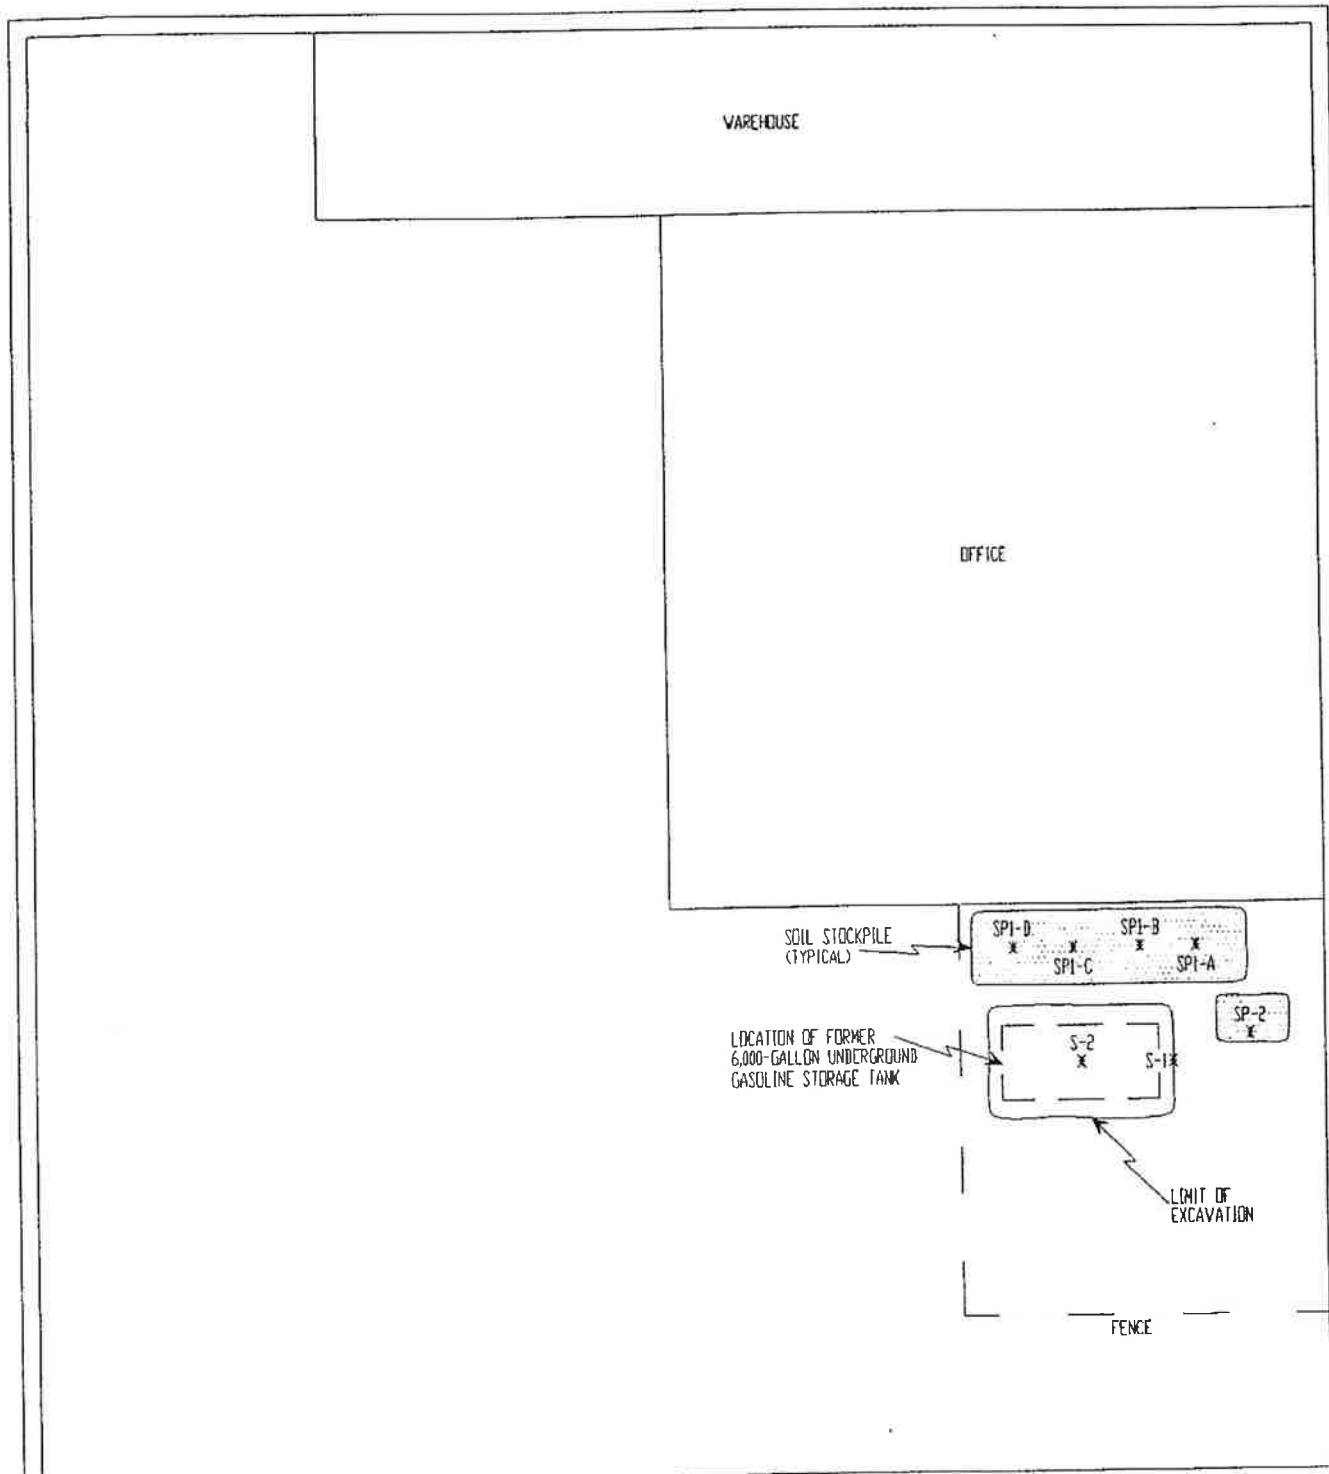 WAREHOUSE
OFFICE
SOIL STOCKPILE
(TYPICAL)
SP1-D
SP1-B
SP1-C
SP1-A
SP-2
LOCATION OF FORMER
6,000-GALLON UNDERGROUND
GASOLINE STORAGE TANK
S-2
S-1
LIMIT OF
EXCAVATION
FENCE